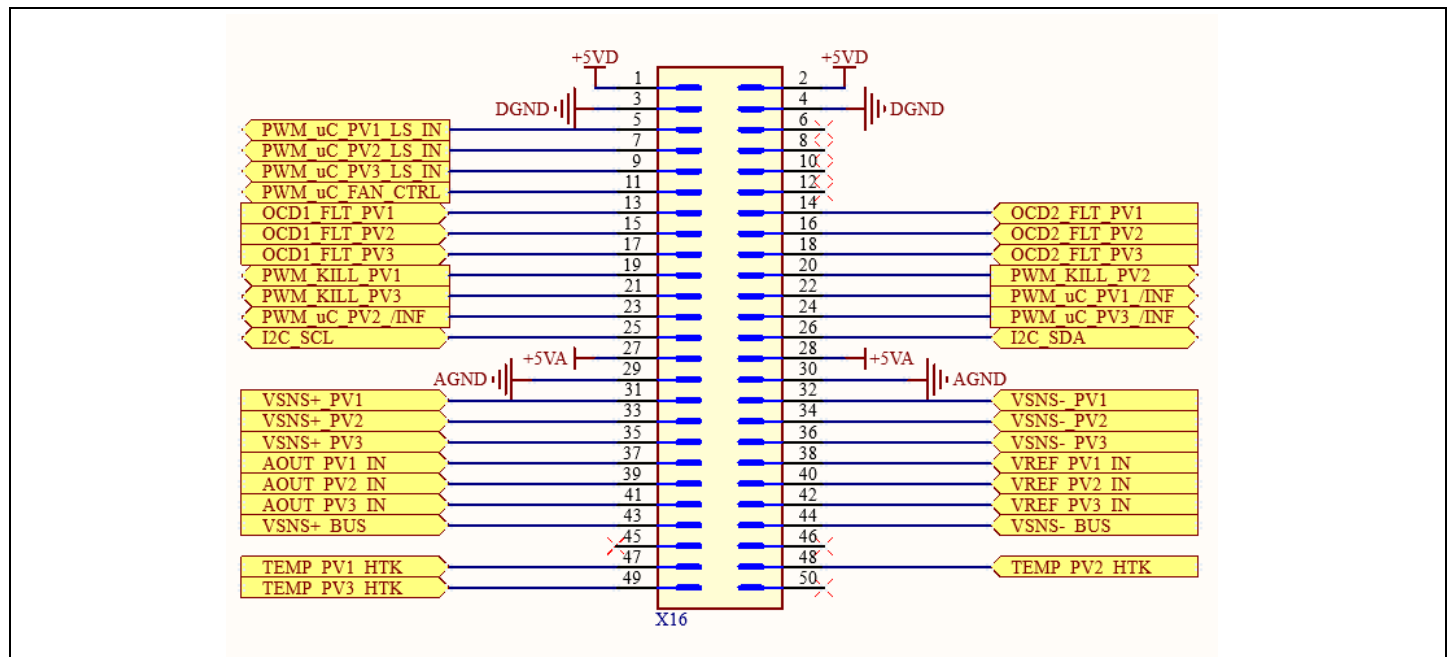 +5VD +5VD
1 2
DGND 3 4 DGND
PWM_uC_PV1_LS_IN 5 6
PWM_uC_PV2_LS_IN 7 8
PWM_uC_PV3_LS_IN 9 10
PWM_uC_FAN_CTRL 11 12
OCD1_FLT_PV1 13 14 OCD2_FLT_PV1
OCD1_FLT_PV2 15 16 OCD2_FLT_PV2
OCD1_FLT_PV3 17 18 OCD2_FLT_PV3
PWM_KILL_PV1 19 20 PWM_KILL_PV2
PWM_KILL_PV3 21 22 PWM_uC_PV1_/INF
PWM_uC_PV2_/INF 23 24 PWM_uC_PV3_/INF
I2C_SCL 25 26 I2C_SDA
+5VA 27 28 +5VA
AGND 29 30 AGND
VSNS+_PV1 31 32 VSNS-_PV1
VSNS+_PV2 33 34 VSNS-_PV2
VSNS+_PV3 35 36 VSNS-_PV3
AOUT_PV1_IN 37 38 VREF_PV1_IN
AOUT_PV2_IN 39 40 VREF_PV2_IN
AOUT_PV3_IN 41 42 VREF_PV3_IN
VSNS+_BUS 43 44 VSNS-_BUS
45 46
TEMP_PV1_HTK 47 48 TEMP_PV2_HTK
TEMP_PV3_HTK 49 50
X16